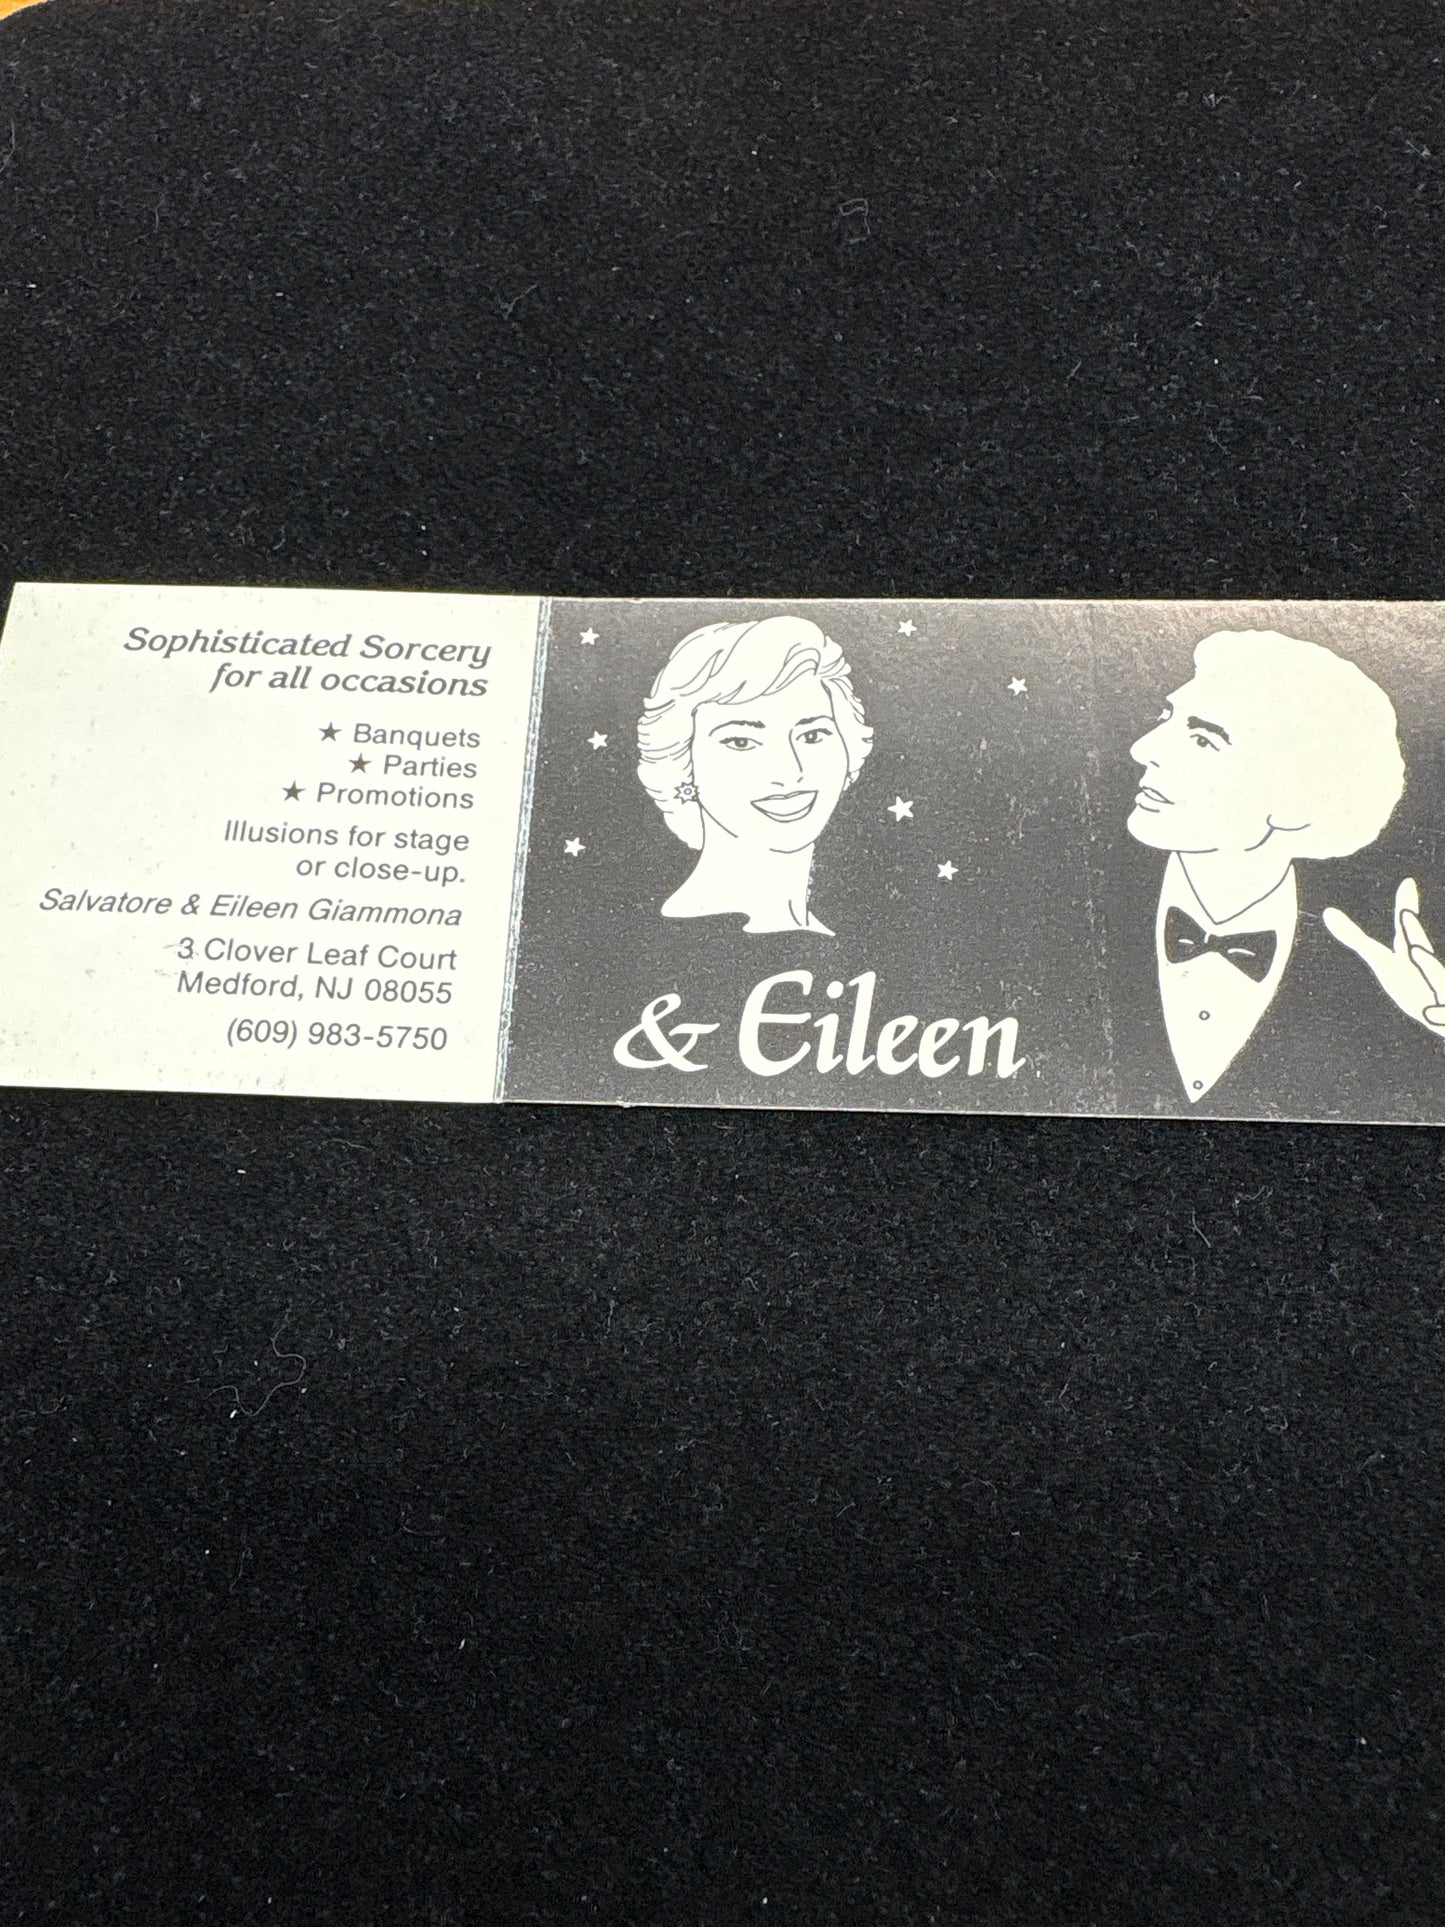 Sophisticated Sorcery
for all occasions
★ Banquets
★ Parties
★ Promotions
Illusions for stage
or close-up.
Salvatore & Eileen Giammona
3 Clover Leaf Court
Medford, NJ 08055
(609) 983-5750
& Eileen